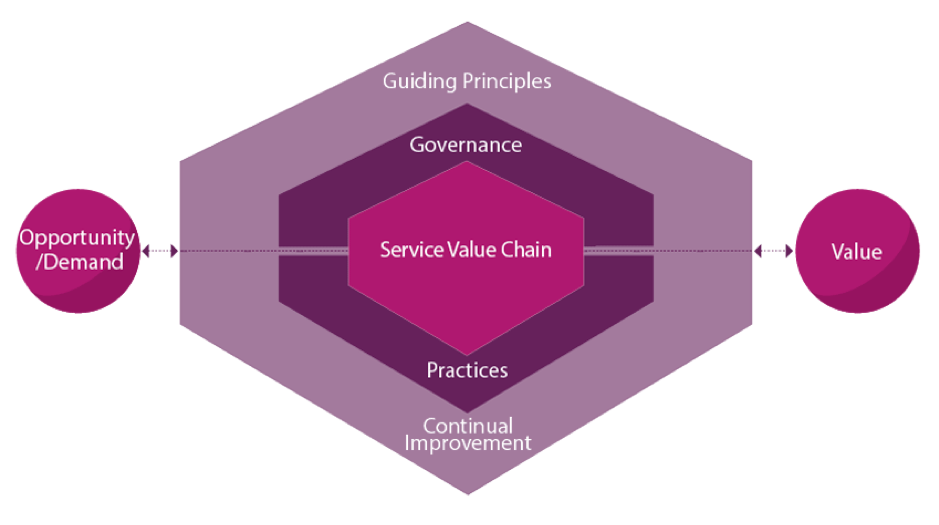 Guiding Principles
Governance
Opportunity
/Demand
Service Value Chain
Value
Practices
Continual
Improvement